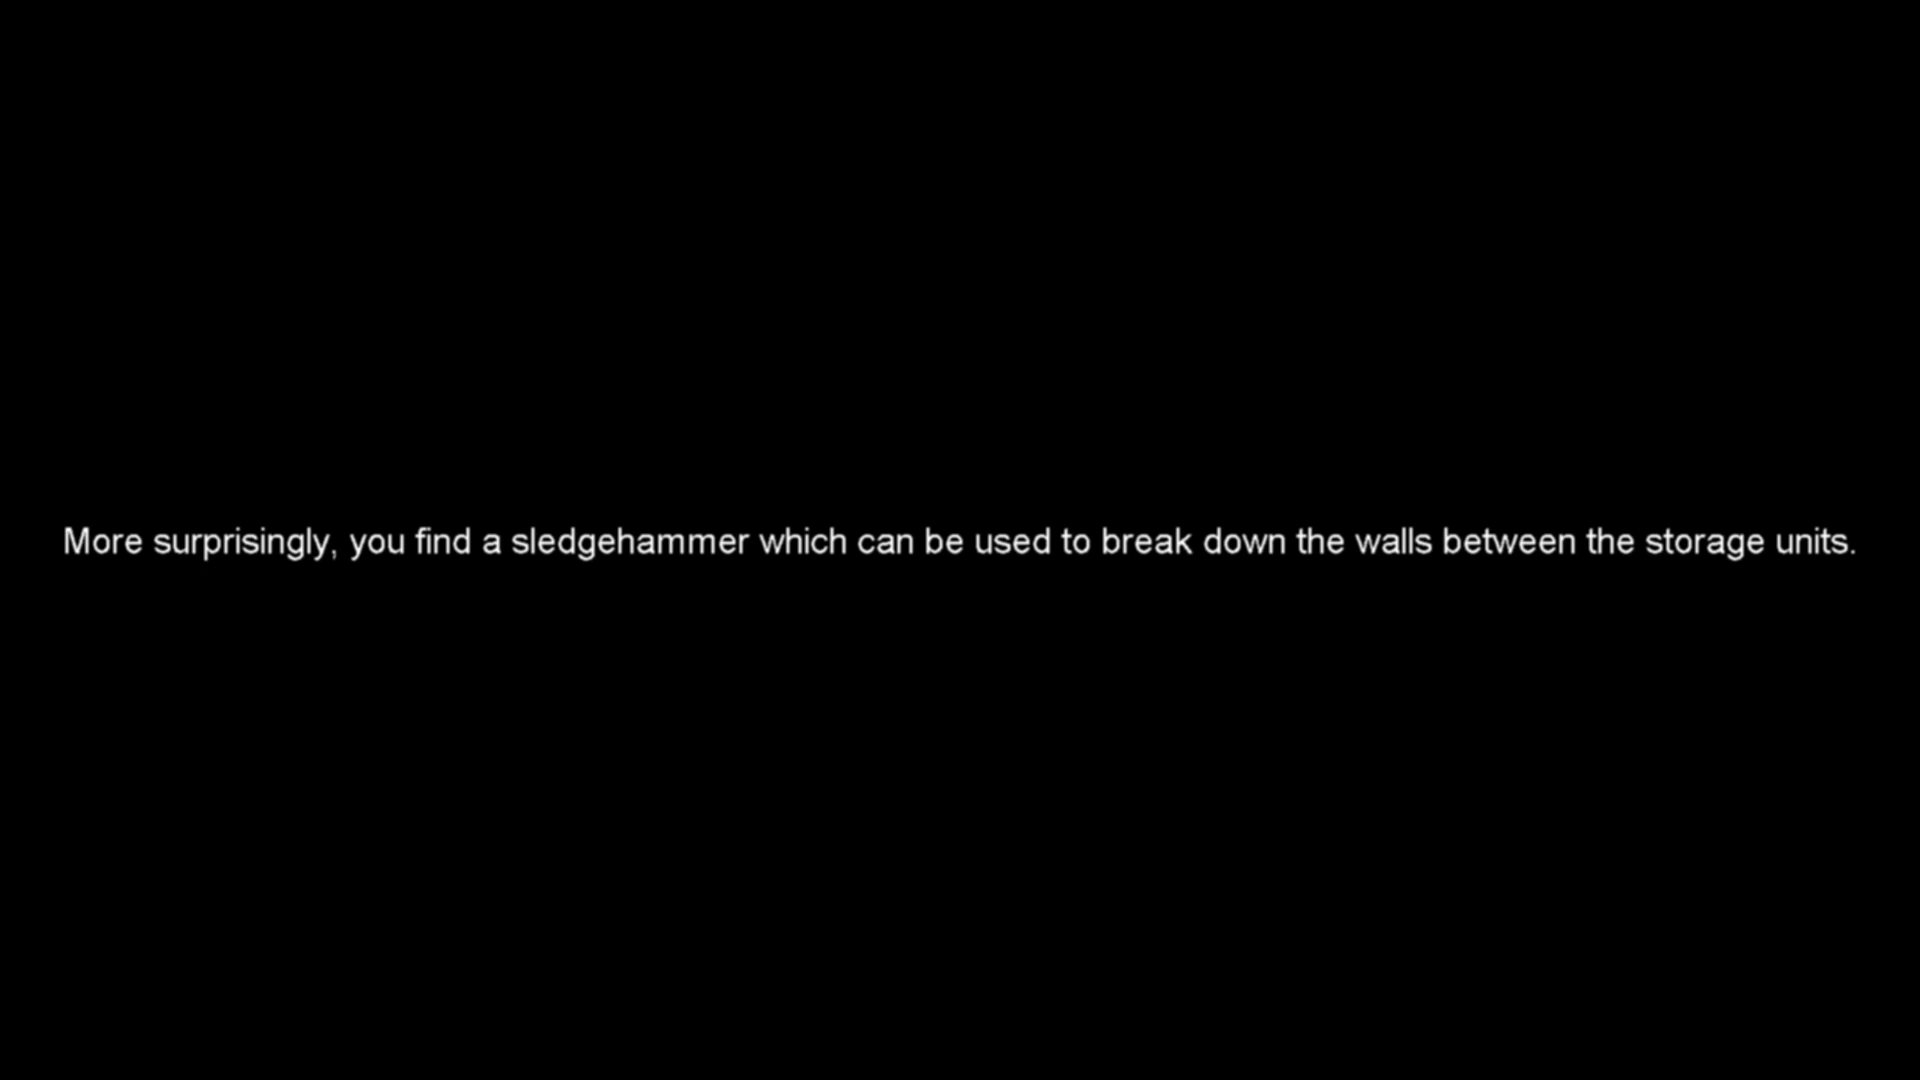 More surprisingly, you find a sledgehammer which can be used to break down the walls between the storage units.